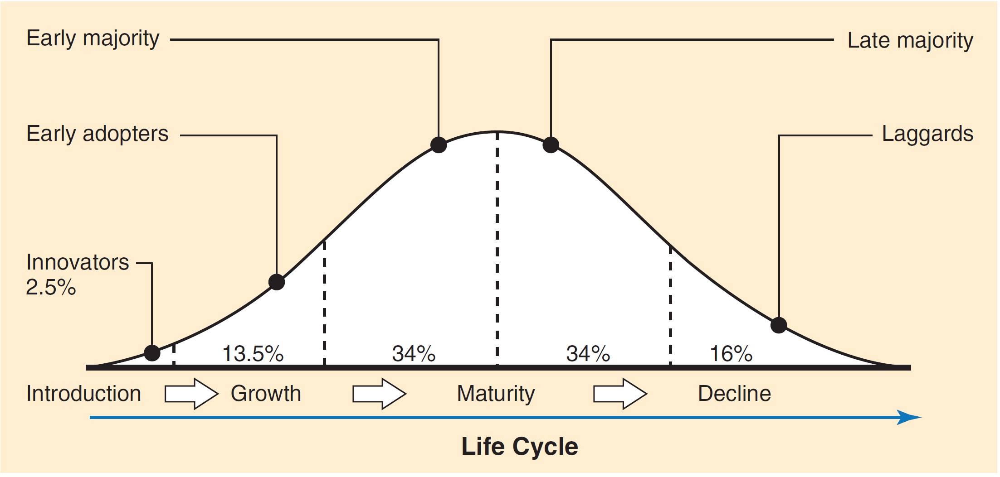 Early majority
Late majority
Early adopters
Laggards
Innovators
2.5%
13.5%
34%
34%
16%
Introduction
Growth
Maturity
Decline
Life Cycle